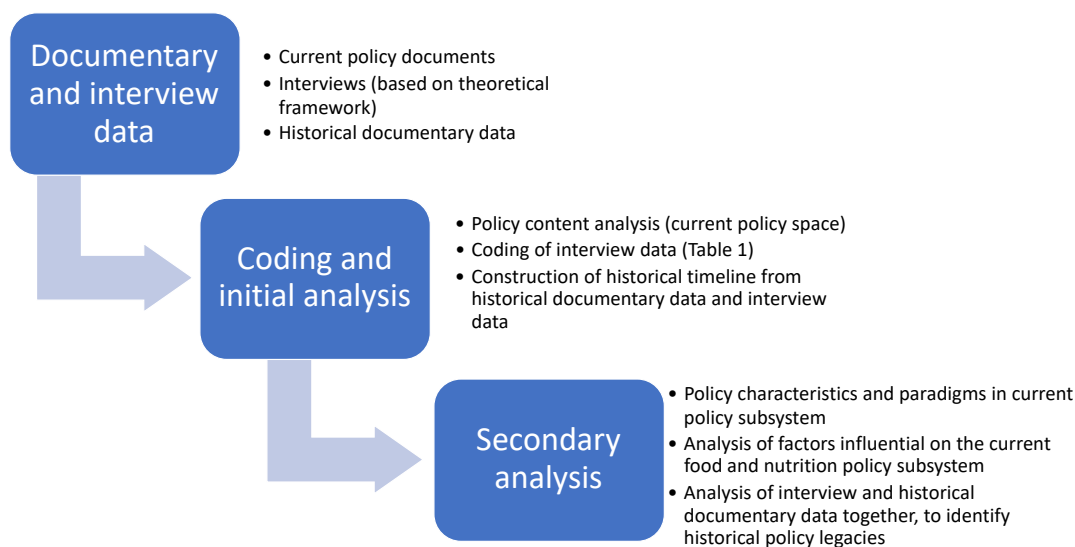 Documentary
and interview
data
• Current policy documents
• Interviews (based on theoretical
framework)
• Historical documentary data
Coding and
initial analysis
• Policy content analysis (current policy space)
• Coding of interview data (Table 1)
• Construction of historical timeline from
historical documentary data and interview
data
Secondary
analysis
• Policy characteristics and paradigms in current
policy subsystem
• Analysis of factors influential on the current
food and nutrition policy subsystem
• Analysis of interview and historical
documentary data together, to identify
historical policy legacies